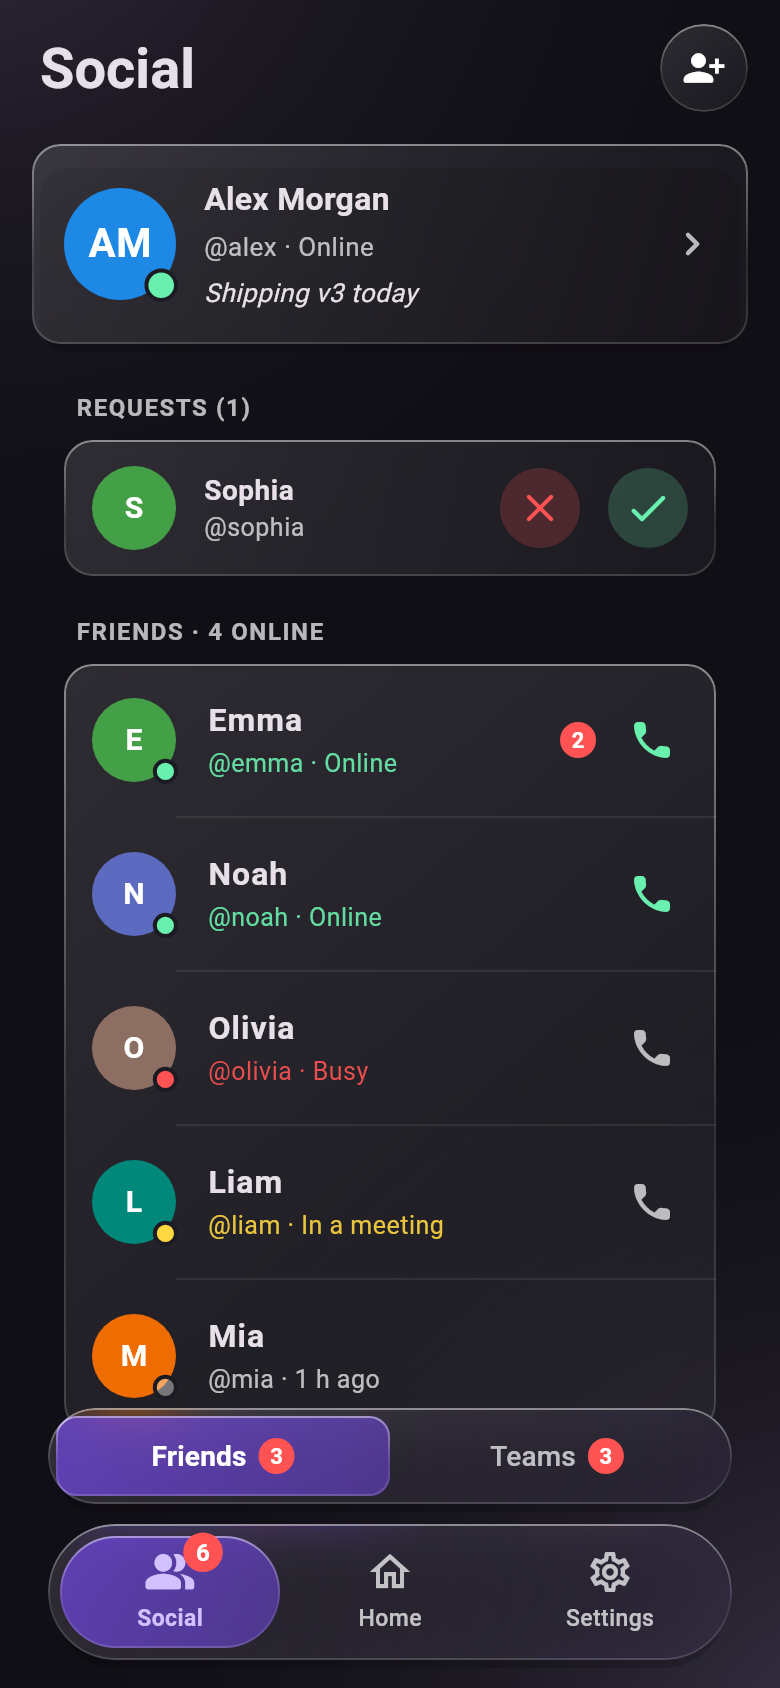 Social
AM
Alex Morgan
@alex · Online
Shipping v3 today
REQUESTS (1)
S
Sophia
@sophia
FRIENDS · 4 ONLINE
E
Emma
@emma · Online
2
N
Noah
@noah · Online
O
Olivia
@olivia · Busy
L
Liam
@liam · In a meeting
M
Mia
@mia · 1 h ago
Friends 3
Teams 3
6
Social
Home
Settings